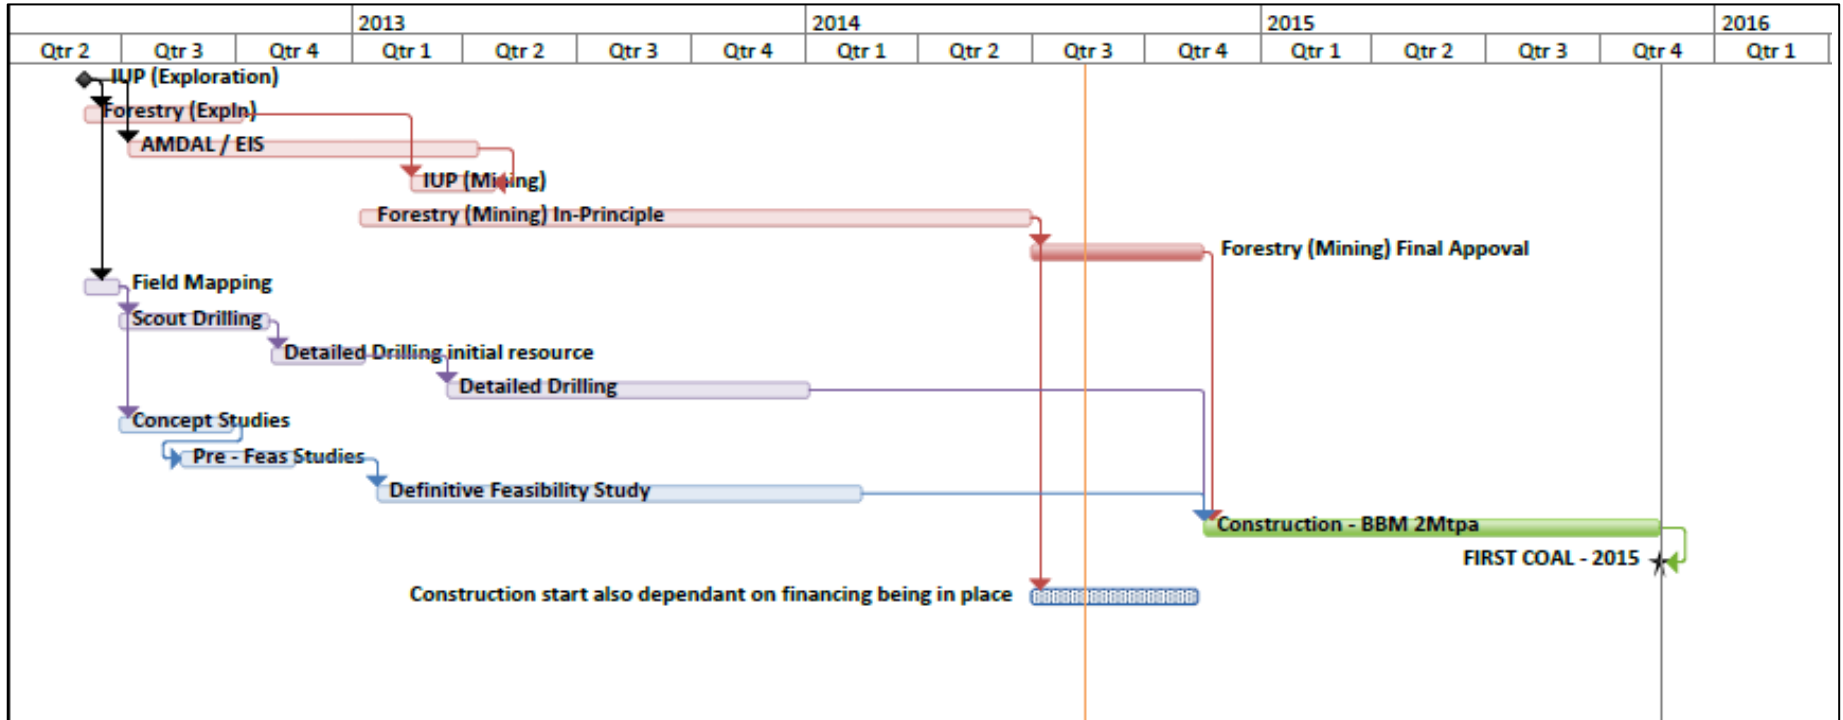 2013 2014 2015 2016
Qtr 2 Qtr 3 Qtr 4 Qtr 1 Qtr 2 Qtr 3 Qtr 4 Qtr 1 Qtr 2 Qtr 3 Qtr 4 Qtr 1 Qtr 2 Qtr 3 Qtr 4 Qtr 1
IUP (Exploration)
Forestry (Expln)
AMDAL / EIS
IUP (Mining)
Forestry (Mining) In-Principle
Forestry (Mining) Final Appoval
Field Mapping
Scout Drilling
Detailed Drilling initial resource
Detailed Drilling
Concept Studies
Pre - Feas Studies
Definitive Feasibility Study
Construction - BBM 2Mtpa
FIRST COAL - 2015
Construction start also dependant on financing being in place